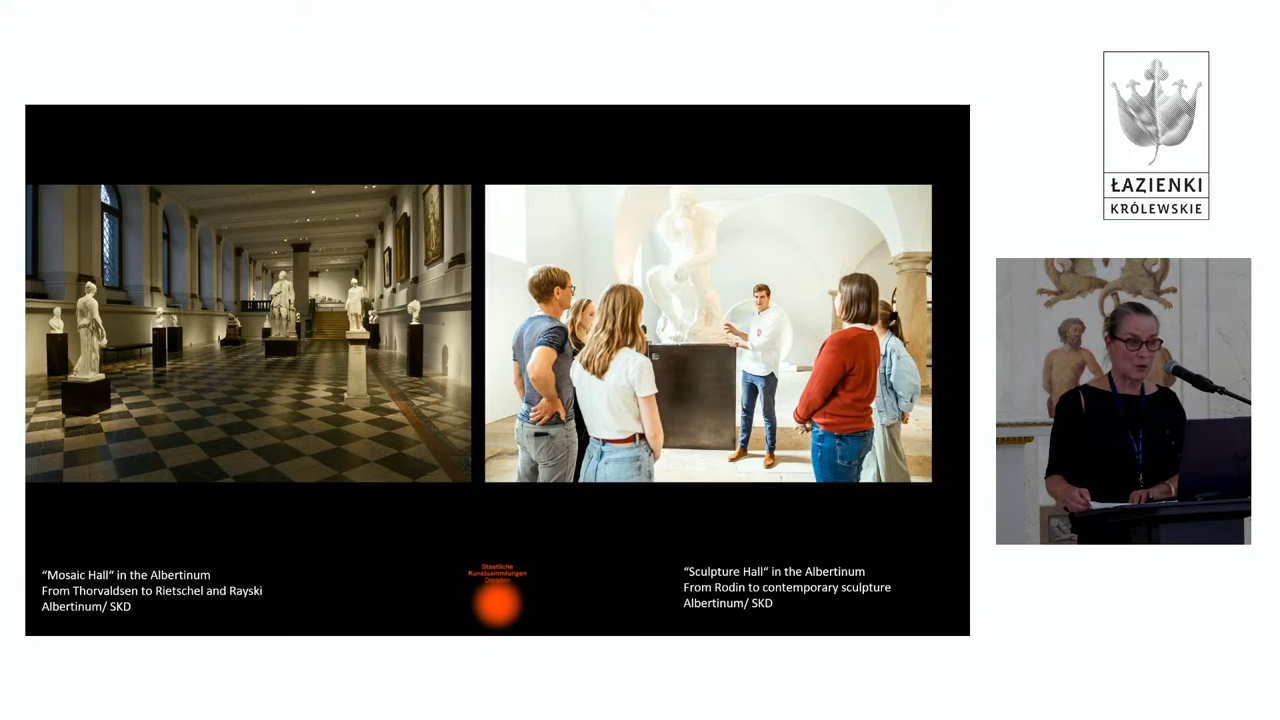 ŁAZIENKI
KRÓLEWSKIE
“Mosaic Hall“ in the Albertinum
From Thorvaldsen to Rietschel and Rayski
Albertinum/ SKD
Staatliche
Kunstsammlungen
Dresden
“Sculpture Hall“ in the Albertinum
From Rodin to contemporary sculpture
Albertinum/ SKD